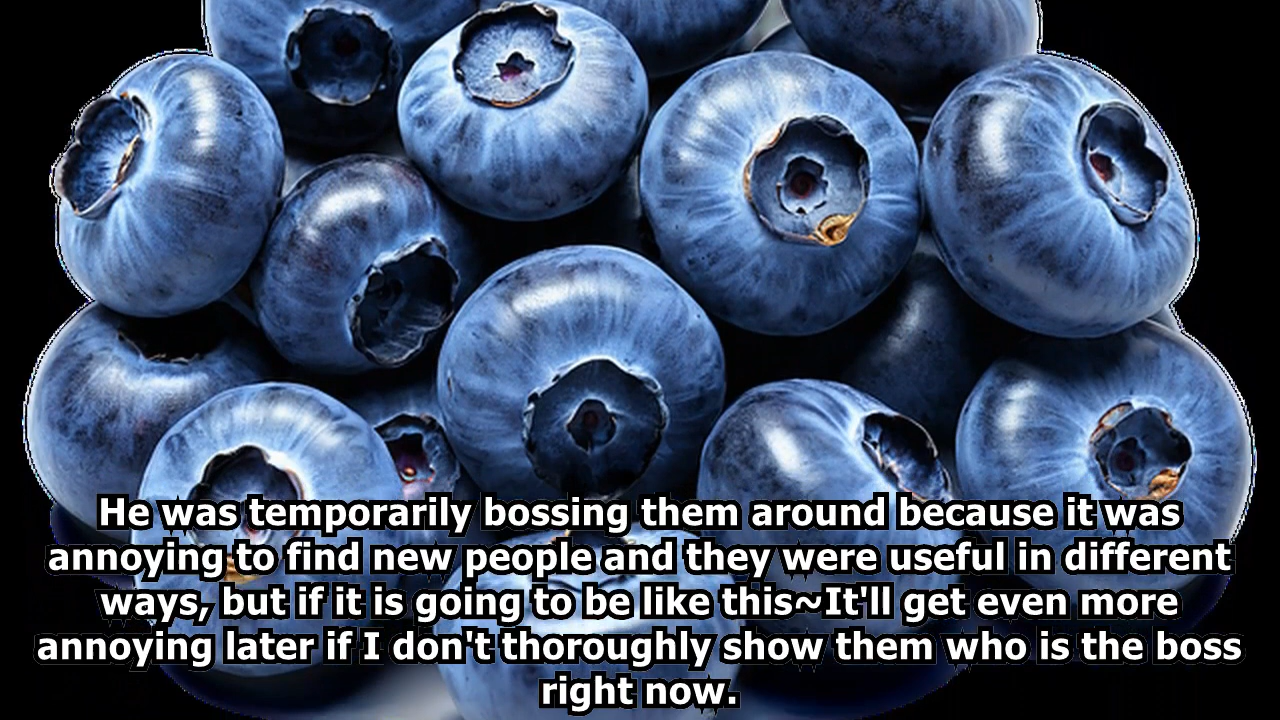 He was temporarily bossing them around because it was
annoying to find new people and they were useful in different
ways, but if it is going to be like this~It'll get even more
annoying later if I don't thoroughly show them who is the boss
right now.